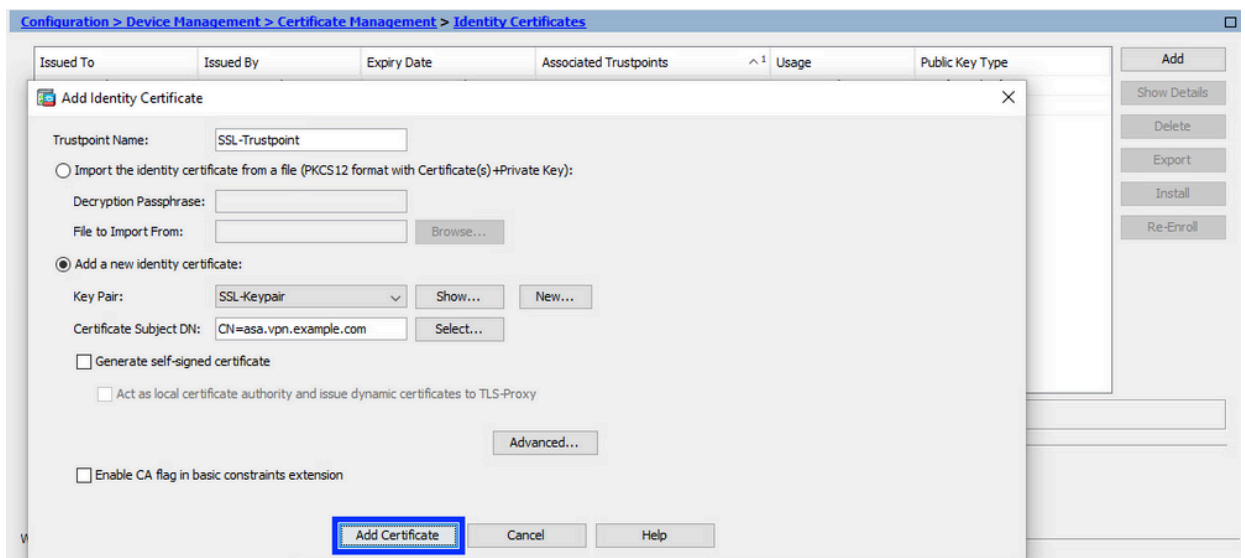 Configuration > Device Management > Certificate Management > Identity Certificates
Issued To Issued By Expiry Date Associated Trustpoints 1 Usage Public Key Type
Add
Show Details
Delete
Export
Install
Re-Enroll
Add Identity Certificate
Trustpoint Name: SSL-Trustpoint
Import the identity certificate from a file (PKCS12 format with Certificate(s)+Private Key):
Decryption Passphrase:
File to Import From: Browse...
Add a new identity certificate:
Key Pair: SSL-Keypair Show... New...
Certificate Subject DN: CN=asa.vpn.example.com Select...
Generate self-signed certificate
Act as local certificate authority and issue dynamic certificates to TLS-Proxy
Advanced...
Enable CA flag in basic constraints extension
Add Certificate Cancel Help